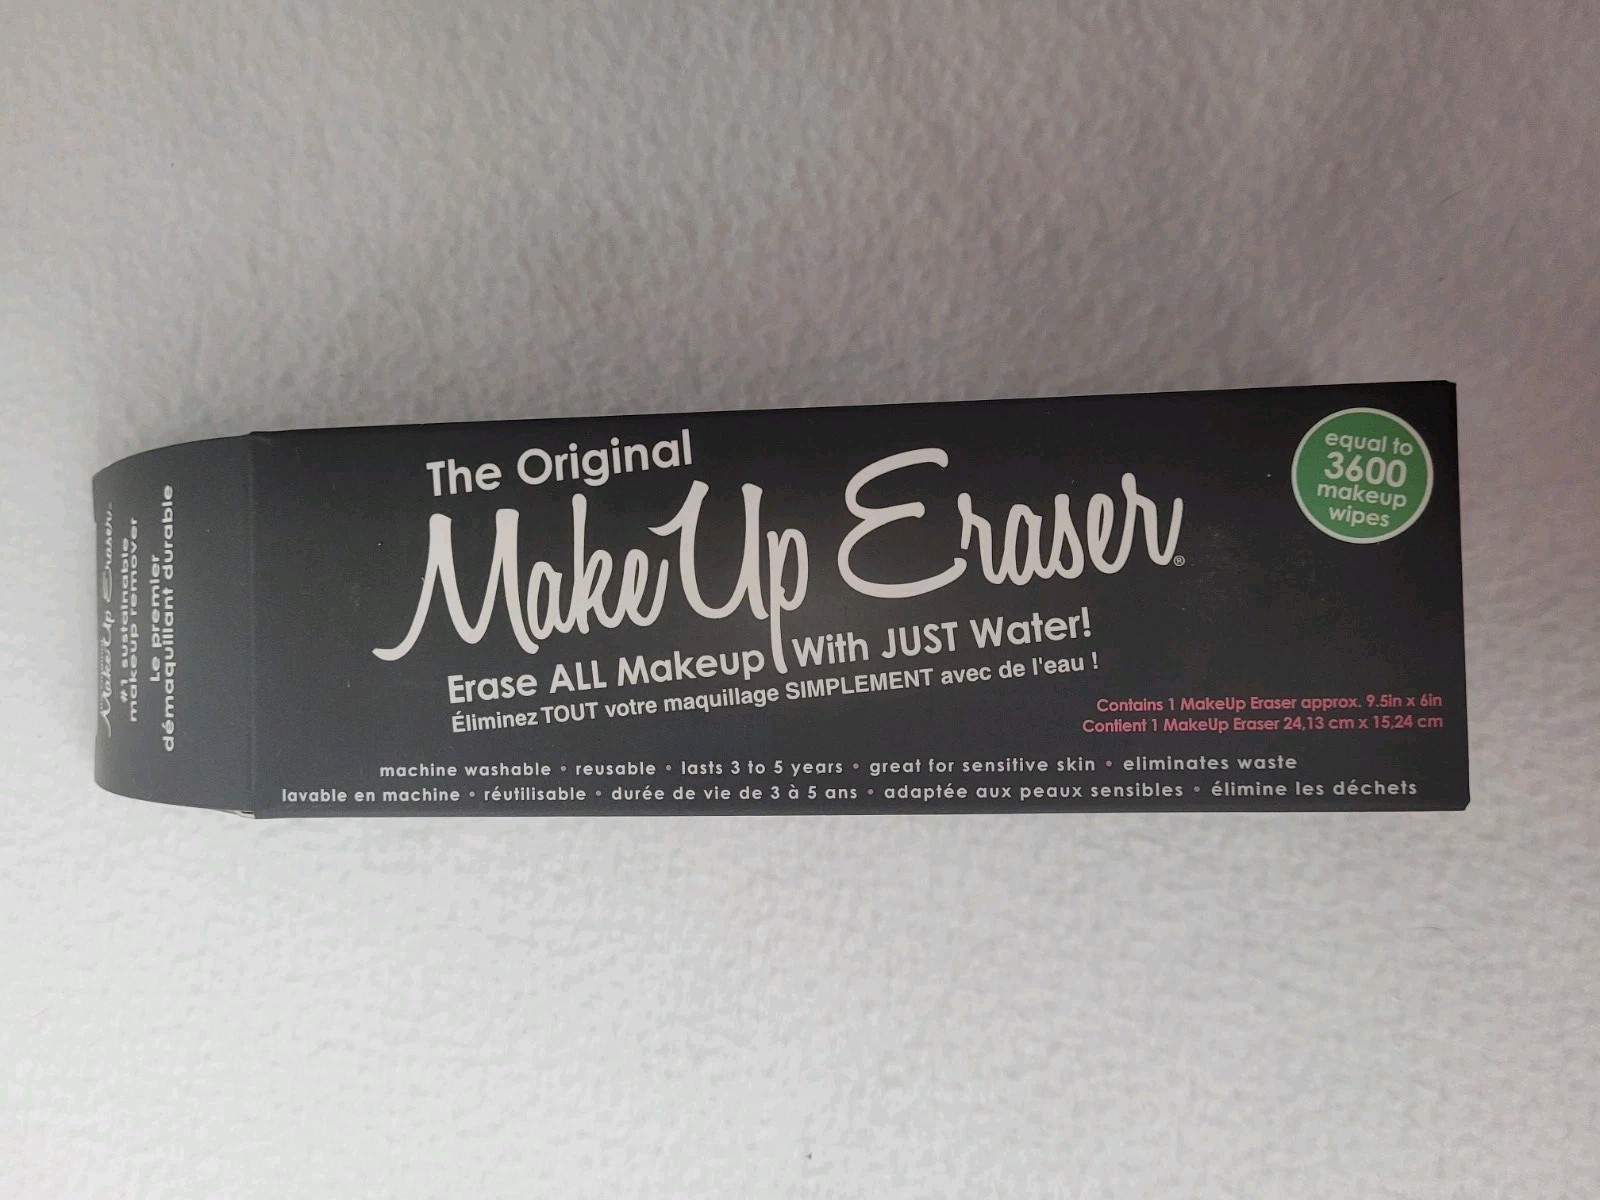 The Original
MakeUp Eraser®
Erase ALL Makeup With JUST Water!
Éliminez TOUT votre maquillage SIMPLEMENT avec de l'eau !
equal to
3600
makeup
wipes
Contains 1 MakeUp Eraser approx. 9.5in x 6in
Contient 1 MakeUp Eraser 24,13 cm x 15,24 cm
machine washable • reusable • lasts 3 to 5 years • great for sensitive skin • eliminates waste
lavable en machine • réutilisable • durée de vie de 3 à 5 ans • adaptée aux peaux sensibles • élimine les déchets
MakeUp Eraser
#1 sustainable
makeup remover
Le premier
démaquillant durable